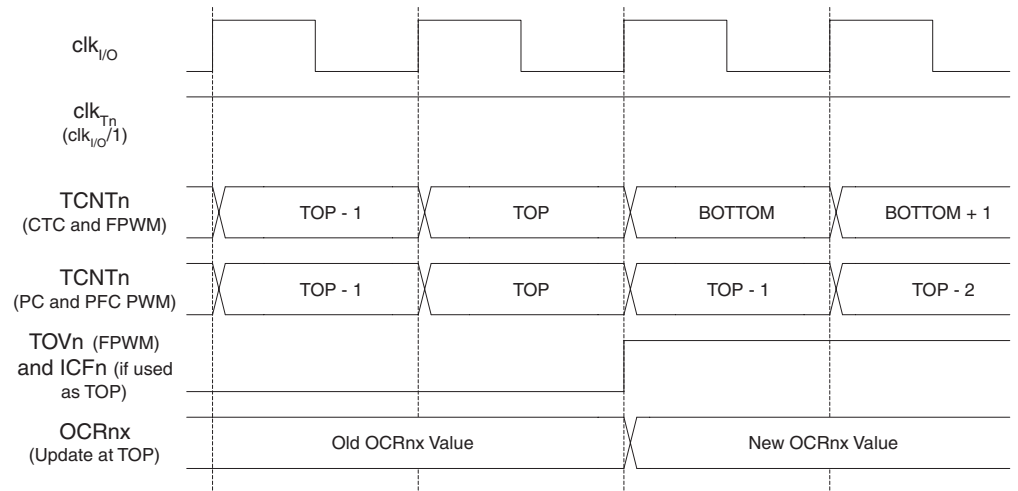 clkI/O
clkTn
(clkI/O/1)
TCNTn
(CTC and FPWM)
TOP - 1
TOP
BOTTOM
BOTTOM + 1
TCNTn
(PC and PFC PWM)
TOP - 1
TOP
TOP - 1
TOP - 2
TOVn (FPWM)
and ICFn (if used
as TOP)
OCRnx
(Update at TOP)
Old OCRnx Value
New OCRnx Value